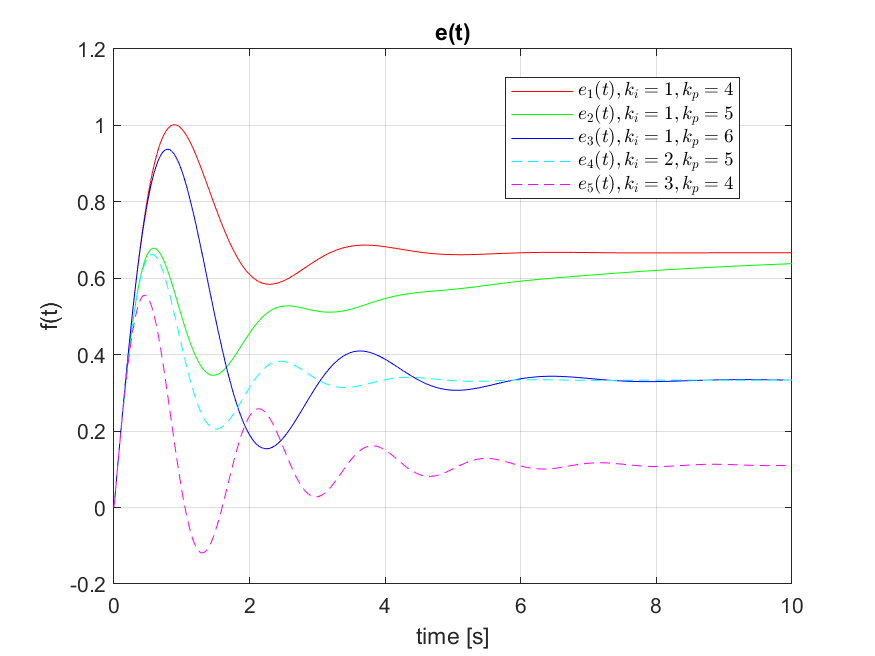 e(t)
1.2
1
0.8
0.6
0.4
0.2
0
-0.2
f(t)
e₁(t), kᵢ = 1, kₚ = 4
e₂(t), kᵢ = 1, kₚ = 5
e₃(t), kᵢ = 1, kₚ = 6
e₄(t), kᵢ = 2, kₚ = 5
e₅(t), kᵢ = 3, kₚ = 4
0 2 4 6 8 10
time [s]